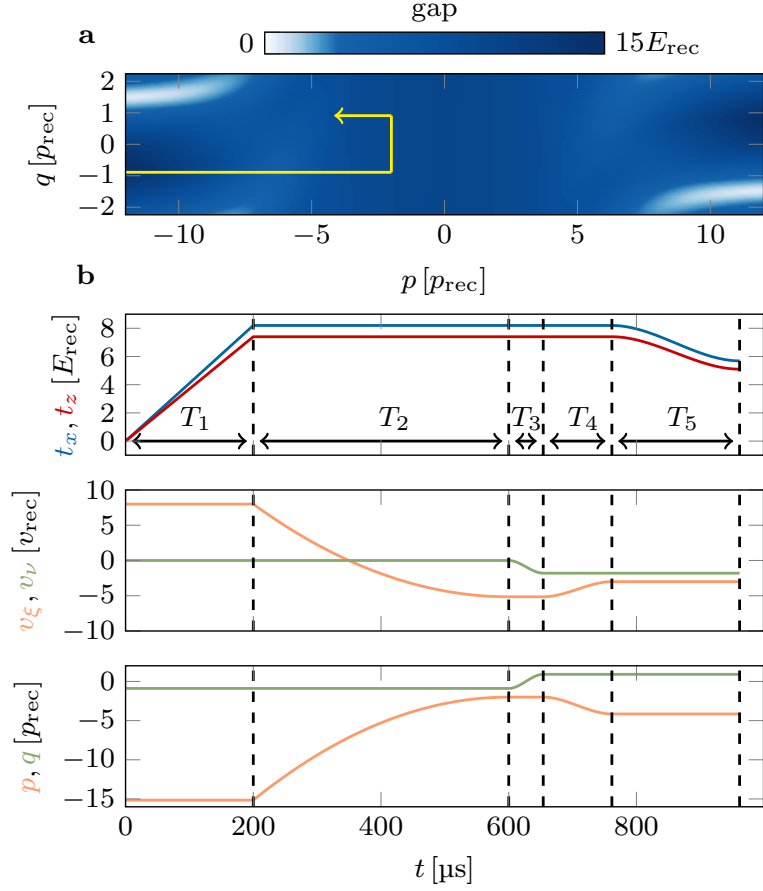 gap
a
0
15E_rec
q [p_rec]
2
1
0
−1
−2
−10
−5
0
5
10
p [p_rec]
b
t_x, t_z [E_rec]
8
6
4
2
0
T_1
T_2
T_3
T_4
T_5
v_ξ, v_ν [v_rec]
10
5
0
−5
−10
p, q [p_rec]
0
−5
−10
−15
0
200
400
600
800
t [µs]